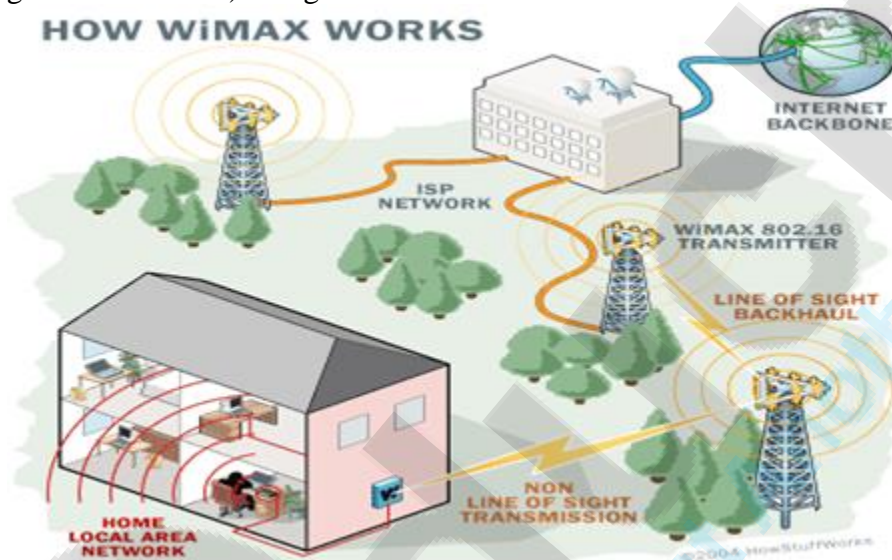 HOW WiMAX WORKS
INTERNET
BACKBONE
ISP
NETWORK
WiMAX 802.16
TRANSMITTER
LINE OF SIGHT
BACKHAUL
NON
LINE OF SIGHT
TRANSMISSION
HOME
LOCAL AREA
NETWORK
©2004 HowStuffWorks